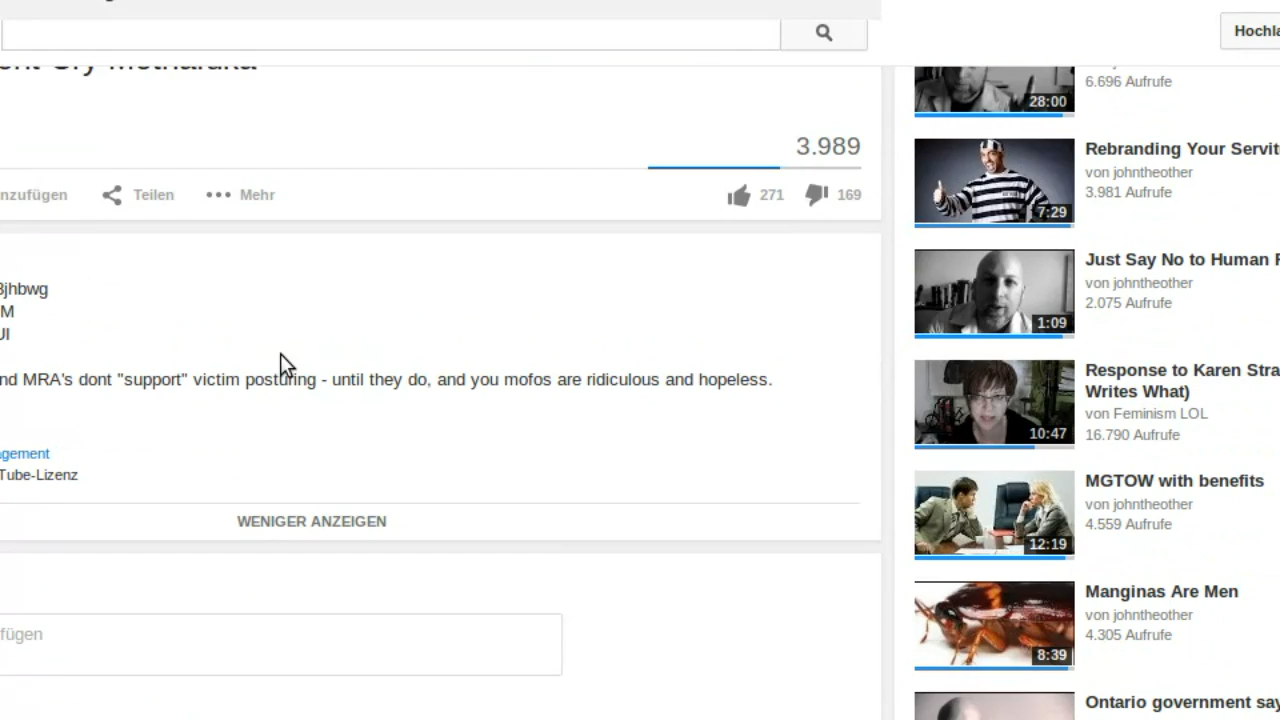 Hochla
3.989
nzufügen
Teilen
Mehr
271
169
3jhbwg
M
JI
nd MRA's dont "support" victim posturing - until they do, and you mofos are ridiculous and hopeless.
agement
Tube-Lizenz
WENIGER ANZEIGEN
fügen
28:00
6.696 Aufrufe
7:29
Rebranding Your Servit
von johntheother
3.981 Aufrufe
1:09
Just Say No to Human F
von johntheother
2.075 Aufrufe
10:47
Response to Karen Stra
Writes What)
von Feminism LOL
16.790 Aufrufe
12:19
MGTOW with benefits
von johntheother
4.559 Aufrufe
8:39
Manginas Are Men
von johntheother
4.305 Aufrufe
Ontario government say